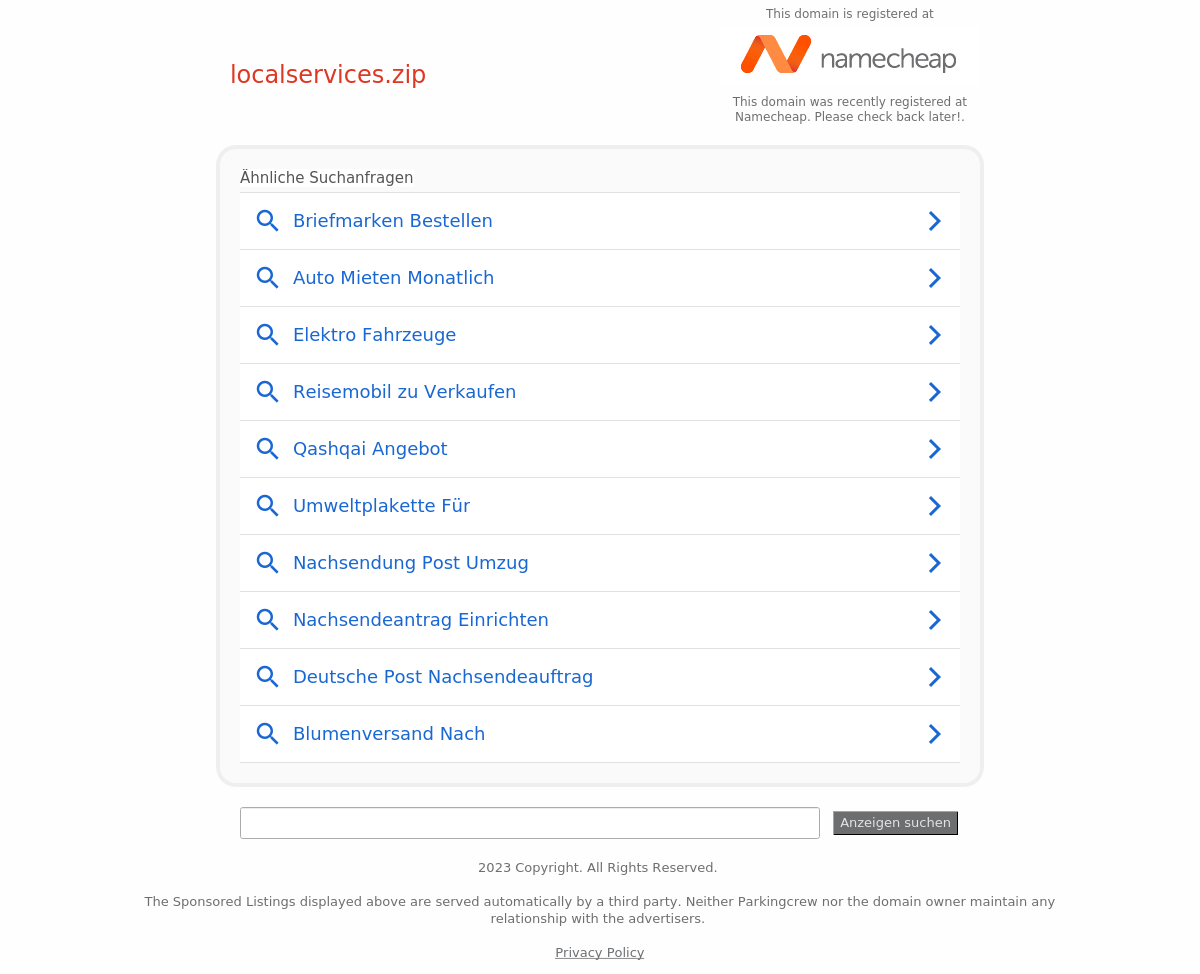 This domain is registered at
namecheap
localservices.zip
This domain was recently registered at
Namecheap. Please check back later!.
Ähnliche Suchanfragen
Briefmarken Bestellen
Auto Mieten Monatlich
Elektro Fahrzeuge
Reisemobil zu Verkaufen
Qashqai Angebot
Umweltplakette Für
Nachsendung Post Umzug
Nachsendeantrag Einrichten
Deutsche Post Nachsendeauftrag
Blumenversand Nach
Anzeigen suchen
2023 Copyright. All Rights Reserved.
The Sponsored Listings displayed above are served automatically by a third party. Neither Parkingcrew nor the domain owner maintain any
relationship with the advertisers.
Privacy Policy